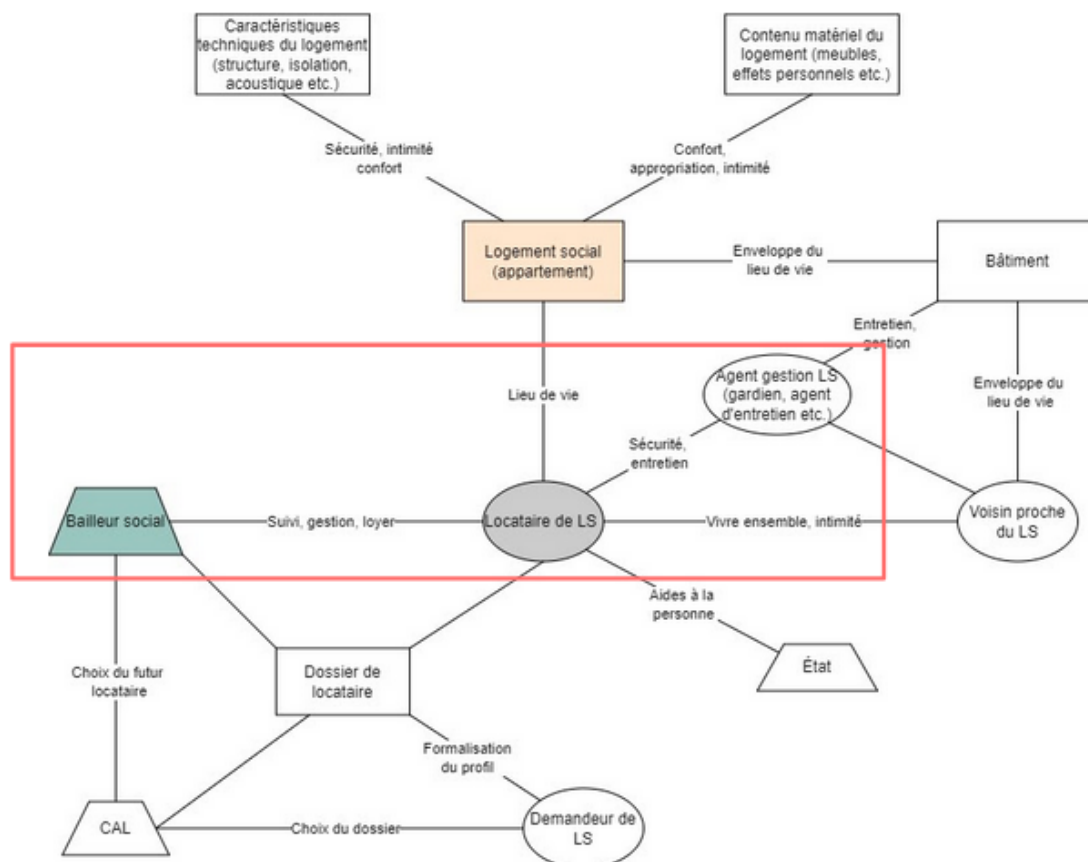 Caractéristiques
techniques du logement
(structure, isolation,
acoustique etc.)
Contenu matériel du
logement (meubles,
effets personnels etc.)
Sécurité, intimité
confort
Confort,
appropriation, intimité
Logement social
(appartement)
Enveloppe du
lieu de vie
Bâtiment
Entretien,
gestion
Agent gestion LS
(gardien, agent
d'entretien etc.)
Enveloppe du
lieu de vie
Lieu de vie
Sécurité,
entretien
Bailleur social
Suivi, gestion, loyer
Locataire de LS
Vivre ensemble, intimité
Voisin proche
du LS
Aides à la
personne
Choix du futur
locataire
Dossier de
locataire
État
Formalisation
du profil
CAL
Choix du dossier
Demandeur de
LS